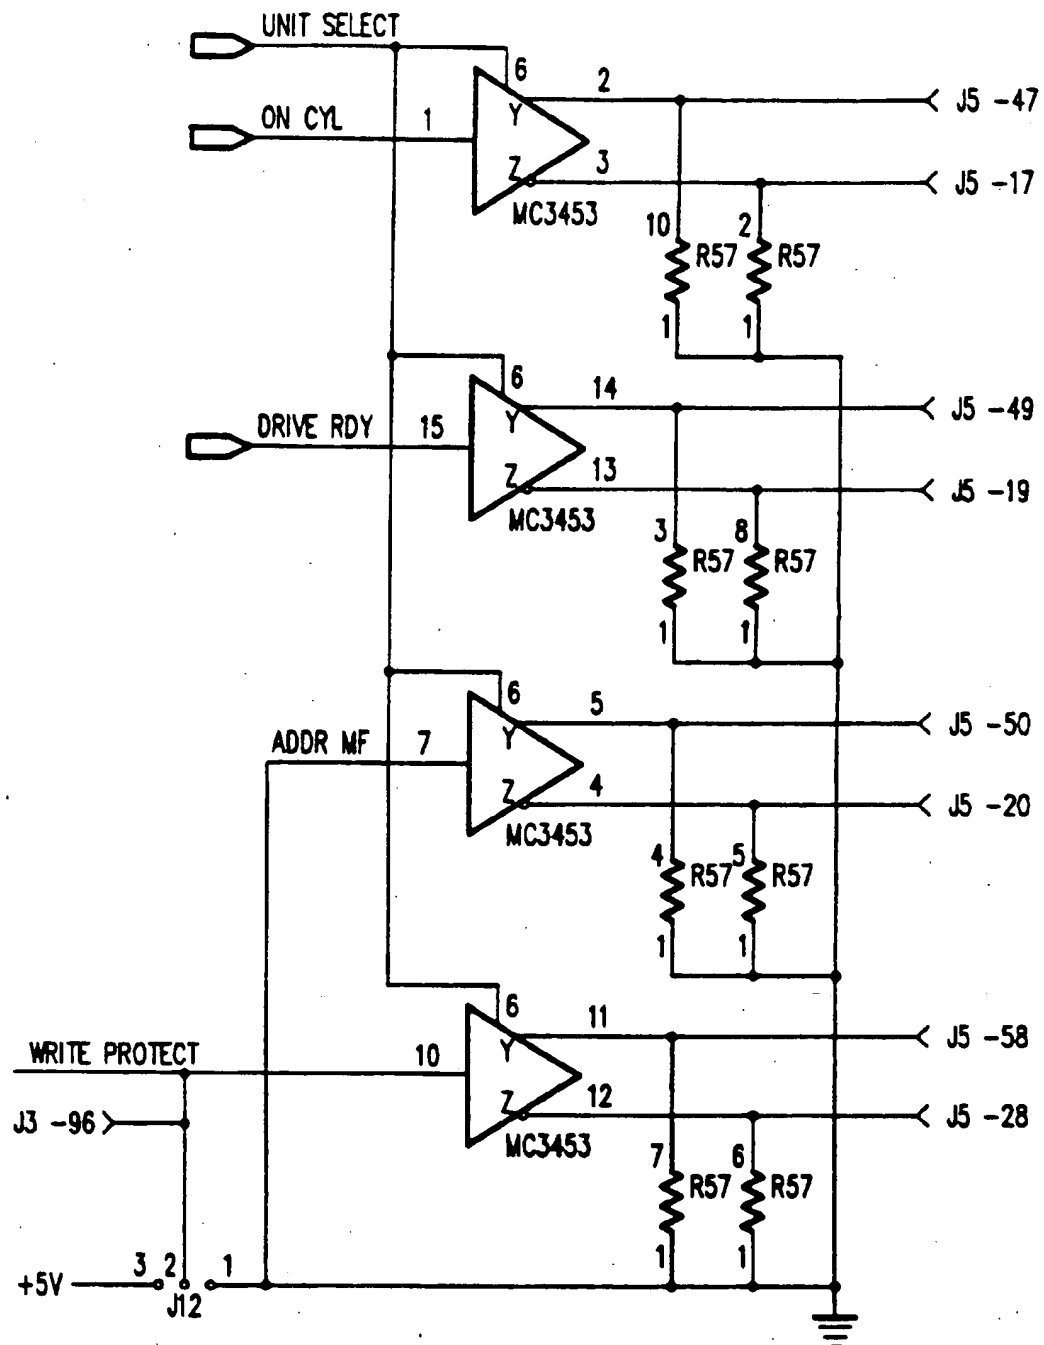 UNIT SELECT
6
2
J5 -47
ON CYL
1
Y
Z
3
J5 -17
MC3453
10
R57
2
R57
1
1
6
14
J5 -49
DRIVE RDY
15
Y
Z
13
J5 -19
MC3453
3
R57
8
R57
1
1
6
5
J5 -50
ADDR MF
7
Y
Z
4
J5 -20
MC3453
4
R57
5
R57
1
1
6
11
J5 -58
WRITE PROTECT
10
Y
Z
12
J5 -28
J3 -96
MC3453
7
R57
6
R57
1
1
+5V
3
2
1
J12